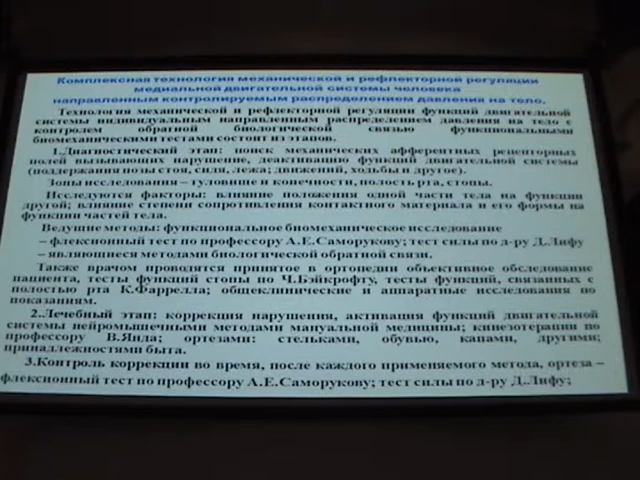 Комплексная технология механической и рефлекторной регуляции
медиальной двигательной системы человека
направленным контролируемым распределением давления на тело.
Технология механической и рефлекторной регуляции функций двигательной
системы индивидуальным направленным распределением давления на тело с
контролем обратной биологической связью функциональными
биомеханическими тестами состоит из этапов.
1.Диагностический этап: поиск механических афферентных рецепторных
полей вызывающих нарушение, деактивацию функций двигательной системы
(поддержания позы стоя, сидя, лежа; движений, ходьбы и другое).
Зоны исследования – туловище и конечности, полость рта, стопы.
Исследуются факторы: влияние положения одной части тела на функции
другой; влияние степени сопротивления контактного материала и его формы на
функции частей тела.
Ведущие методы: функциональное биомеханическое исследование
– флексионный тест по профессору А.Е.Саморукову; тест силы по д-ру Д.Лифу
– являющиеся методами биологической обратной связи.
Также врачом проводятся принятое в ортопедии объективное обследование
пациента, тесты функций стопы по Ч.Бэйкрофту, тесты функций, связанных с
полостью рта К.Фаррелла; общеклинические и аппаратные исследования по
показаниям.
2.Лечебный этап: коррекция нарушения, активация функций двигательной
системы нейромышечными методами мануальной медицины; кинезотерапии по
профессору В.Янда; ортезами: стельками, обувью, капами, другими;
принадлежностями быта.
3.Контроль коррекции во время, после каждого применяемого метода, ортеза –
флексионный тест по профессору А.Е.Саморукову; тест силы по д-ру Д.Лифу;